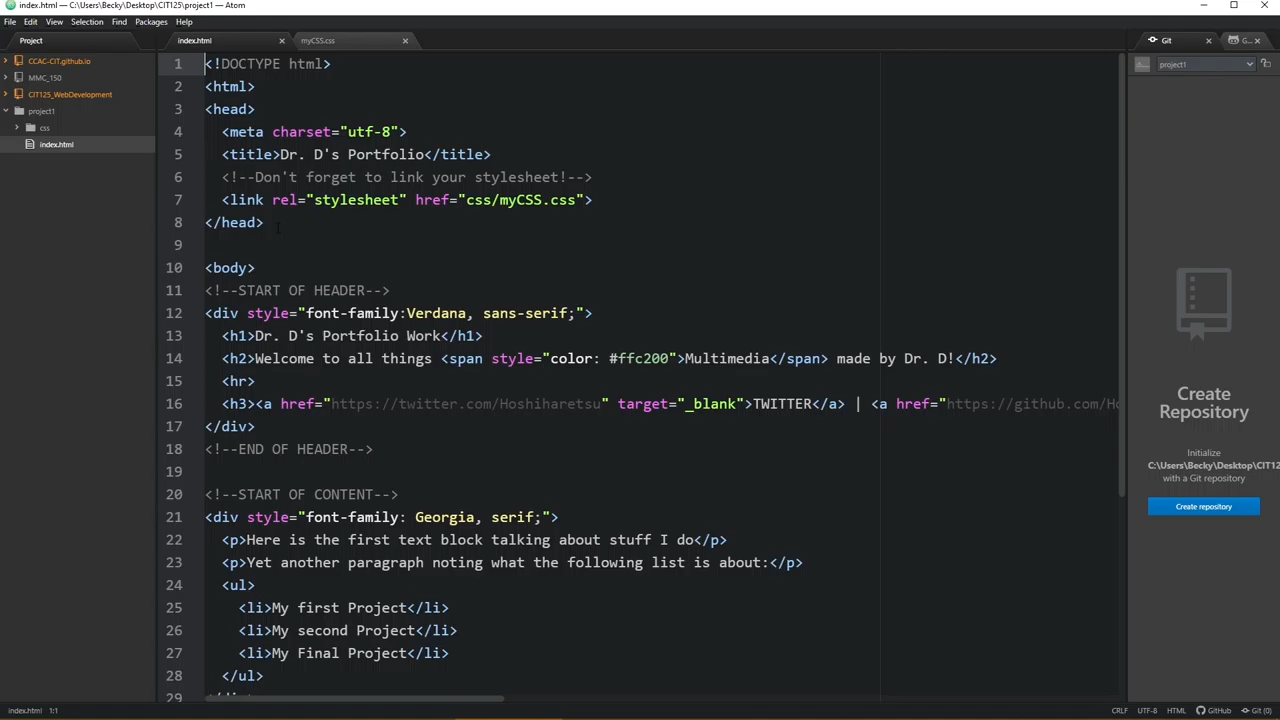 index.html — C:\Users\Becky\Desktop\CIT125\project1 — Atom
File Edit View Selection Find Packages Help
Project
index.html
myCSS.css
Git
G...
CCAC-CIT.github.io
MMC_150
CIT125_WebDevelopment
project1
css
index.html
project1
1 <!DOCTYPE html>
2 <html>
3 <head>
4 <meta charset="utf-8">
5 <title>Dr. D's Portfolio</title>
6 <!--Don't forget to link your stylesheet!-->
7 <link rel="stylesheet" href="css/myCSS.css">
8 </head>
9
10 <body>
11 <!--START OF HEADER-->
12 <div style="font-family:Verdana, sans-serif;">
13 <h1>Dr. D's Portfolio Work</h1>
14 <h2>Welcome to all things <span style="color: #ffc200">Multimedia</span> made by Dr. D!</h2>
15 <hr>
16 <h3><a href="https://twitter.com/Hoshiharetsu" target="_blank">TWITTER</a> | <a href="https://github.com/Ho
17 </div>
18 <!--END OF HEADER-->
19
20 <!--START OF CONTENT-->
21 <div style="font-family: Georgia, serif;">
22 <p>Here is the first text block talking about stuff I do</p>
23 <p>Yet another paragraph noting what the following list is about:</p>
24 <ul>
25 <li>My first Project</li>
26 <li>My second Project</li>
27 <li>My Final Project</li>
28 </ul>
29
Create
Repository
Initialize
C:\Users\Becky\Desktop\CIT12
with a Git repository
Create repository
index.html 1:1
CRLF UTF-8 HTML GitHub Git (0)